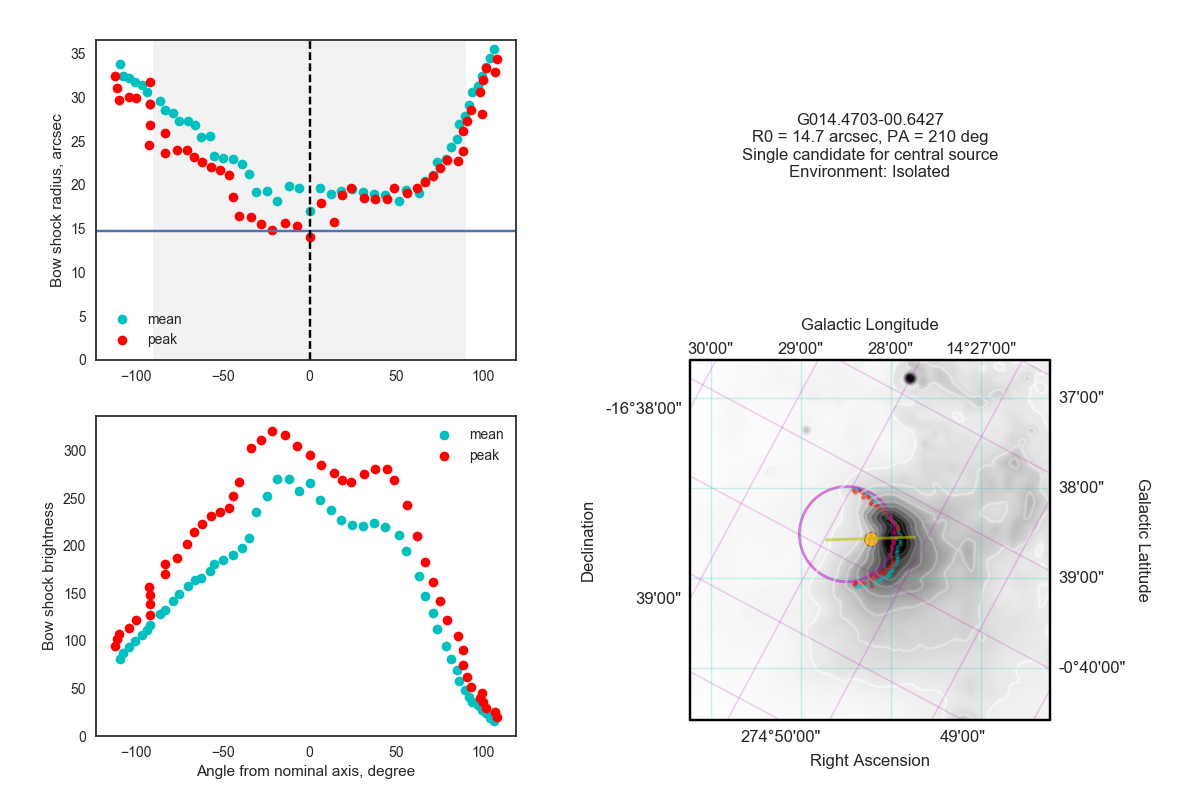 35
30
25
20
15
10
5
0
Bow shock radius, arcsec
mean
peak
−100
−50
0
50
100
G014.4703-00.6427
R0 = 14.7 arcsec, PA = 210 deg
Single candidate for central source
Environment: Isolated
300
250
200
150
100
50
0
Bow shock brightness
mean
peak
−100
−50
0
50
100
Angle from nominal axis, degree
Galactic Longitude
30'00"
29'00"
28'00"
14°27'00"
-16°38'00"
39'00"
Declination
37'00"
38'00"
39'00"
-0°40'00"
Galactic Latitude
274°50'00"
49'00"
Right Ascension